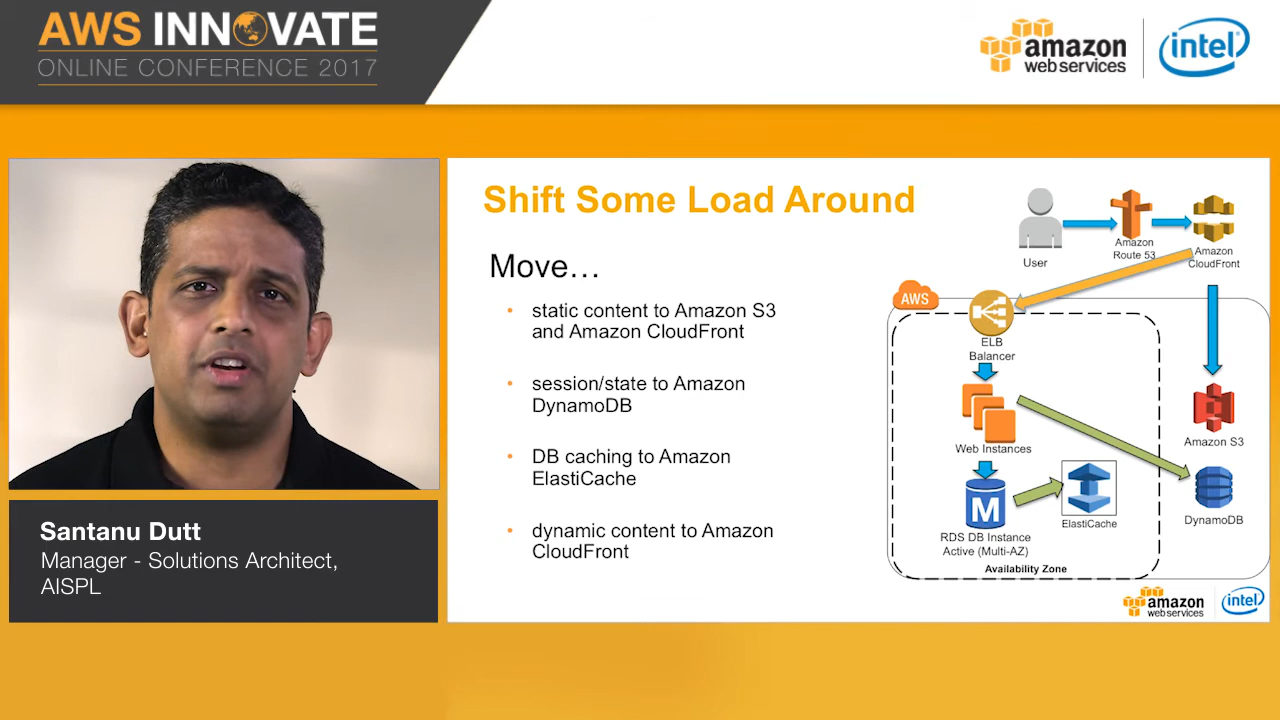 AWS INNOVATE
ONLINE CONFERENCE 2017
amazon
web services
intel
Santanu Dutt
Manager - Solutions Architect,
AISPL
Shift Some Load Around
Move…
• static content to Amazon S3
and Amazon CloudFront
• session/state to Amazon
DynamoDB
• DB caching to Amazon
ElastiCache
• dynamic content to Amazon
CloudFront
User
Amazon
Route 53
Amazon
CloudFront
AWS
ELB
Balancer
Web Instances
M
RDS DB Instance
Active (Multi-AZ)
ElastiCache
Availability Zone
Amazon S3
DynamoDB
amazon
web services
intel